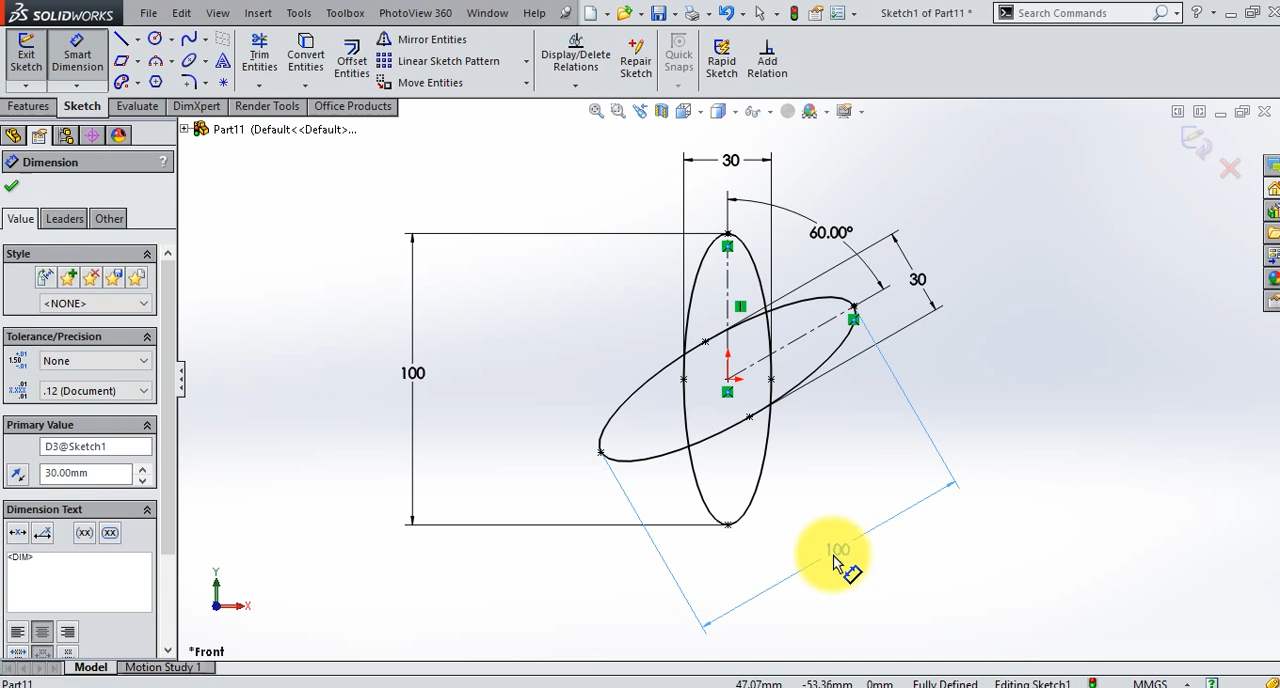 SOLIDWORKS File Edit View Insert Tools Toolbox PhotoView 360 Window Help Sketch1 of Part11 * Search Commands ?
Exit Sketch Smart Dimension Trim Entities Convert Entities Offset Entities Mirror Entities Linear Sketch Pattern Move Entities Display/Delete Relations Repair Sketch Quick Snaps Rapid Sketch Add Relation
Features Sketch Evaluate DimXpert Render Tools Office Products
Part11 (Default<<Default>...
Dimension ?
Value Leaders Other
Style
<NONE>
Tolerance/Precision
None
.12 (Document)
Primary Value
D3@Sketch1
30.00mm
Dimension Text
(xx) (xx)
<DIM>
30
60.00°
30
100
100
Y
X
*Front
Model Motion Study 1
Part11 47.07mm -53.36mm 0mm Fully Defined Editing Sketch1 MMGS ?